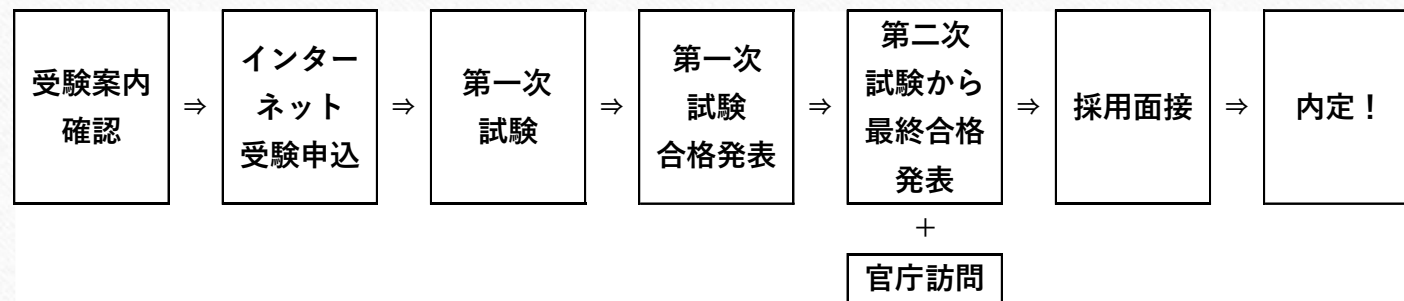 受験案内
確認
⇒
インター
ネット
受験申込
⇒
第一次
試験
⇒
第一次
試験
合格発表
⇒
第二次
試験から
最終合格
発表
⇒
採用面接
⇒
内定！
＋
官庁訪問